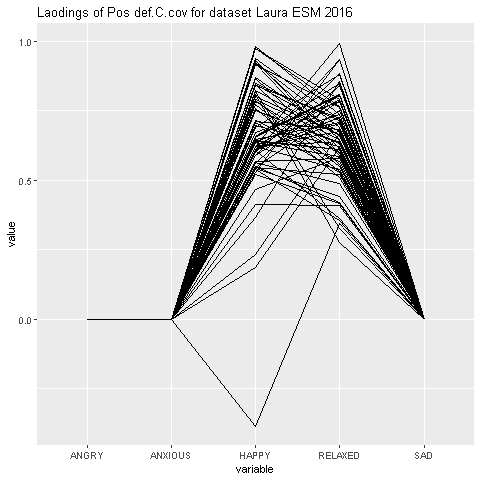 Laodings of Pos def.C.cov for dataset Laura ESM 2016
1.0
0.5
0.0
value
ANGRY ANXIOUS HAPPY RELAXED SAD
variable